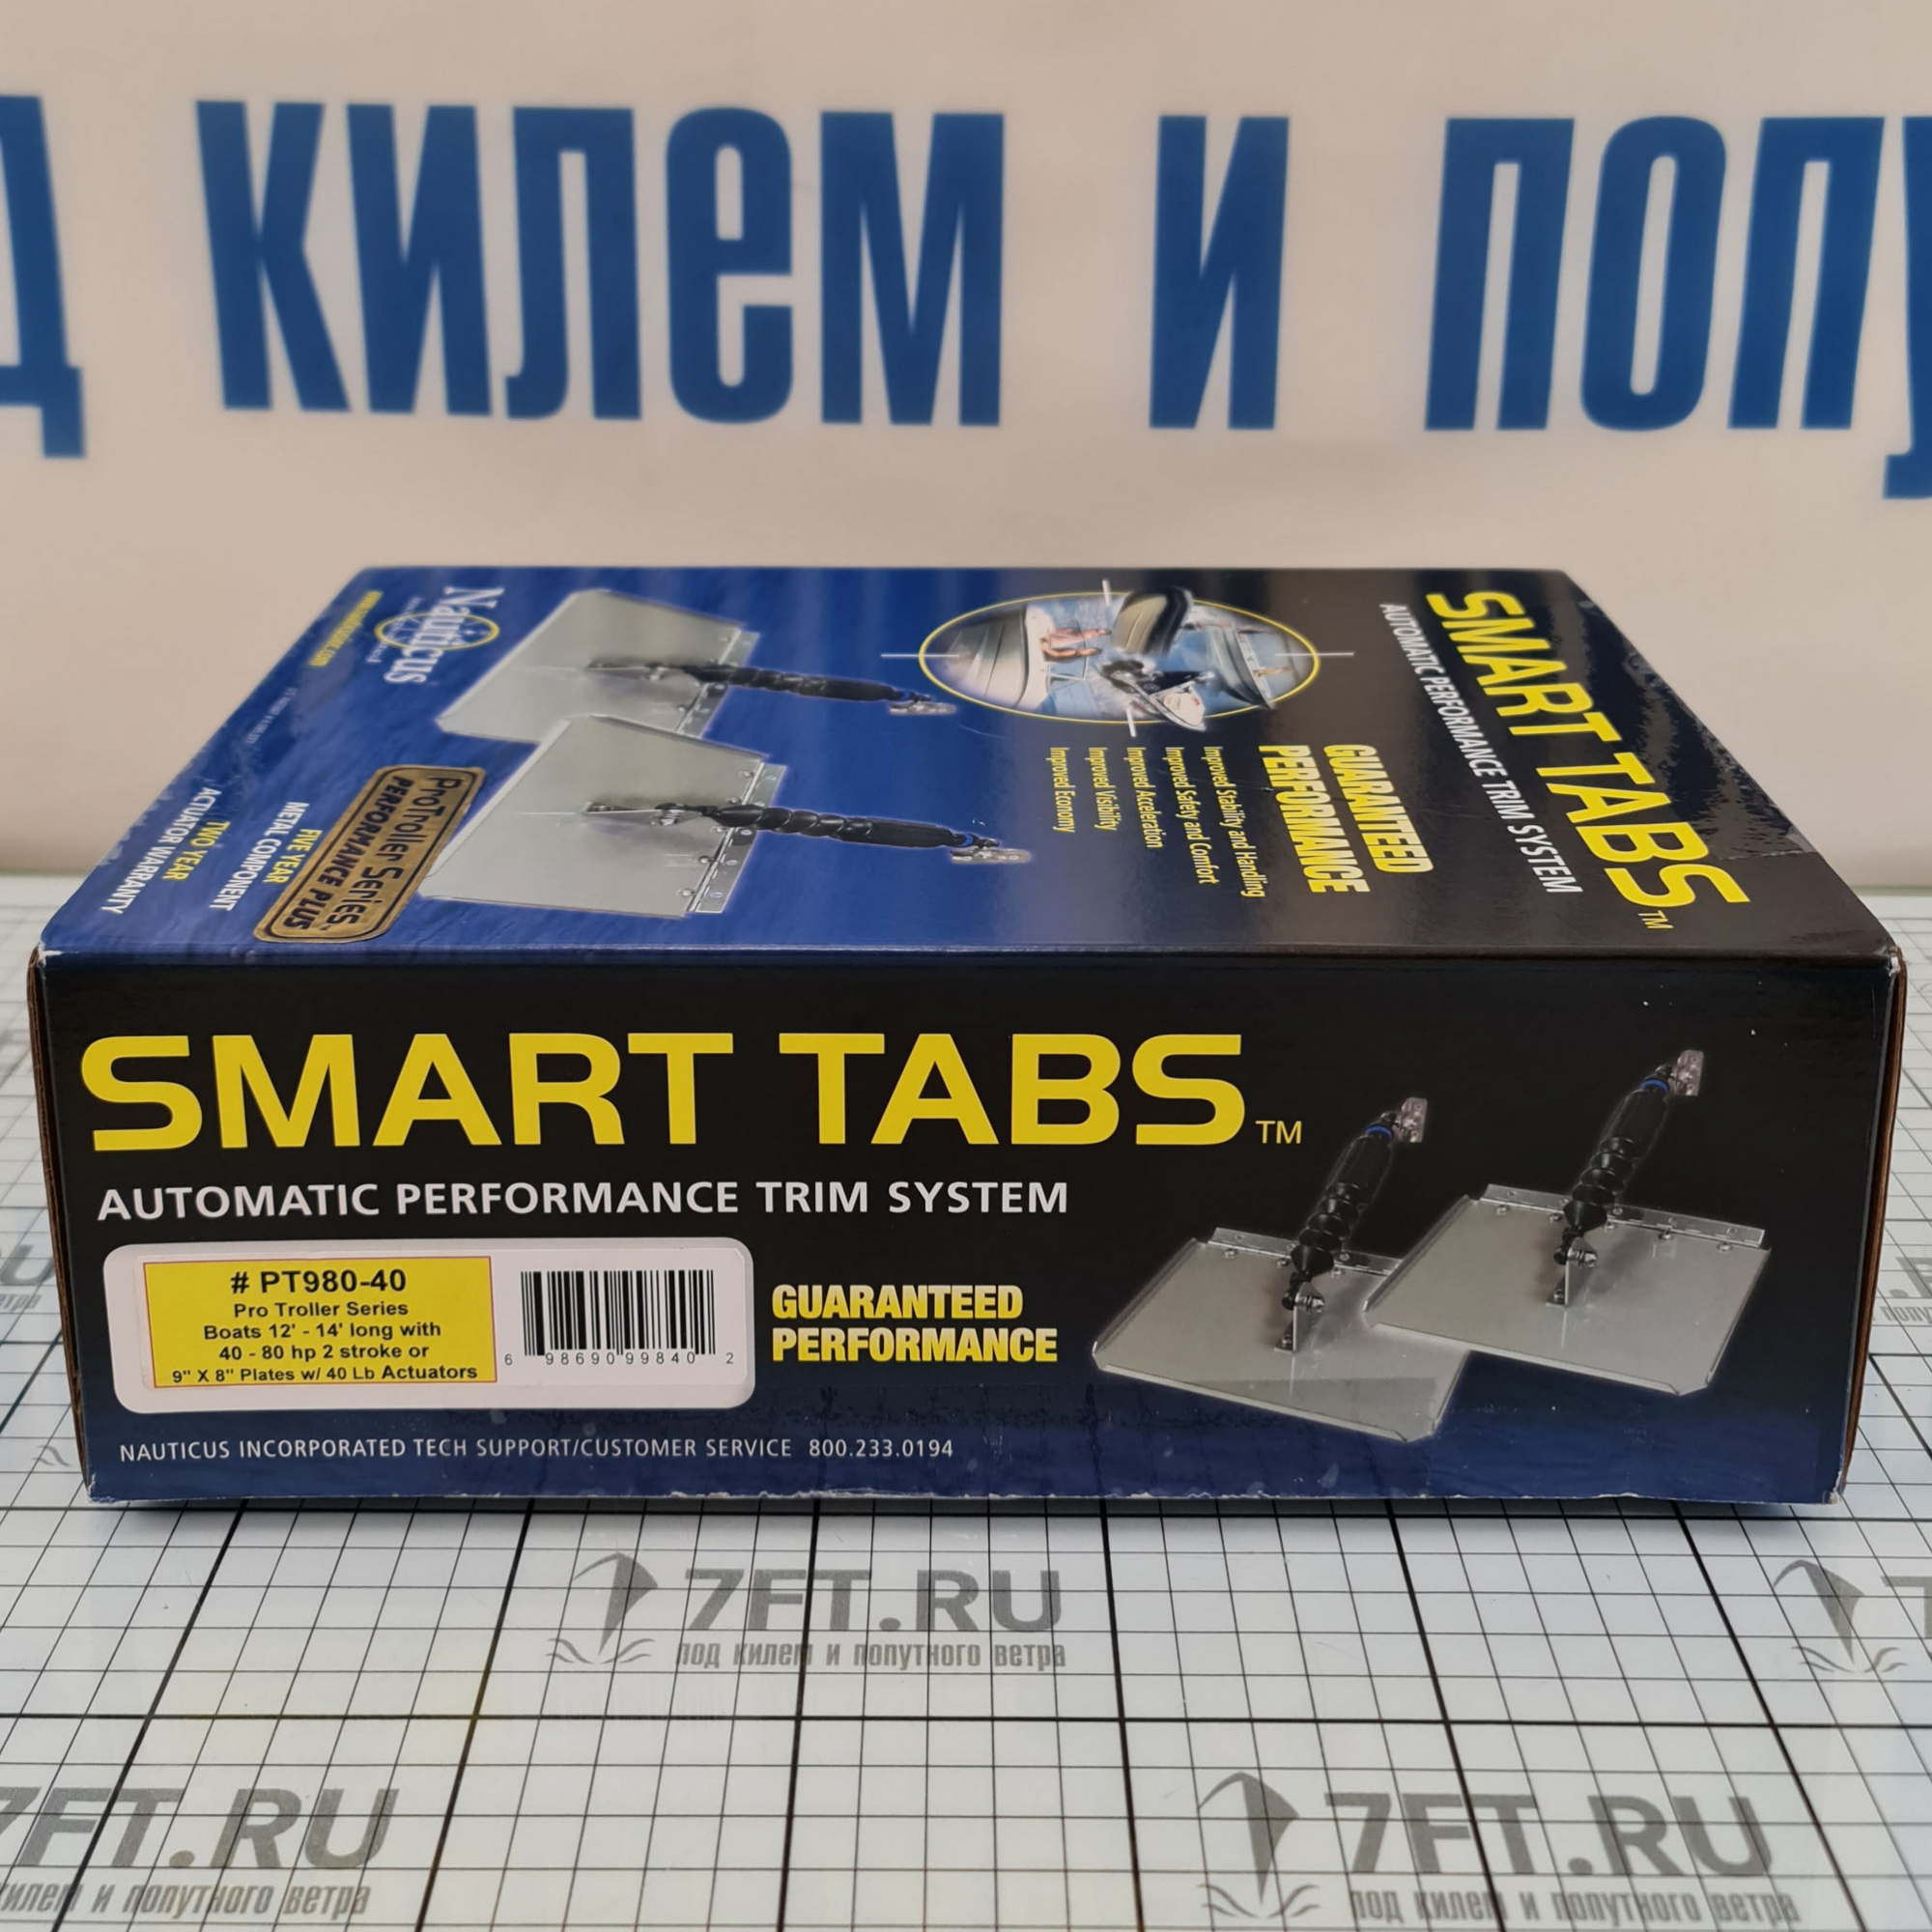 Д КИЛЕМ И ПОПУ
Nauticus
SMART TABS™
AUTOMATIC PERFORMANCE TRIM SYSTEM
GUARANTEED
PERFORMANCE
Improved Stability and Handling
Improved Safety and Comfort
Improved Acceleration
Improved Visibility
Improved Economy
ProTroller Series™
PERFORMANCE PLUS
FIVE YEAR
METAL COMPONENT
TWO YEAR
ACTUATOR WARRANTY
SMART TABS™
AUTOMATIC PERFORMANCE TRIM SYSTEM
# PT980-40
Pro Troller Series
Boats 12' - 14' long with
40 - 80 hp 2 stroke or
9" X 8" Plates w/ 40 Lb Actuators
6 98690 99840 2
GUARANTEED
PERFORMANCE
NAUTICUS INCORPORATED TECH SUPPORT/CUSTOMER SERVICE 800.233.0194
7FT.RU
под килем и попутного ветра
7FT.RU
килем и попутного ветра
7FT.RU
под килем и попутного ветра